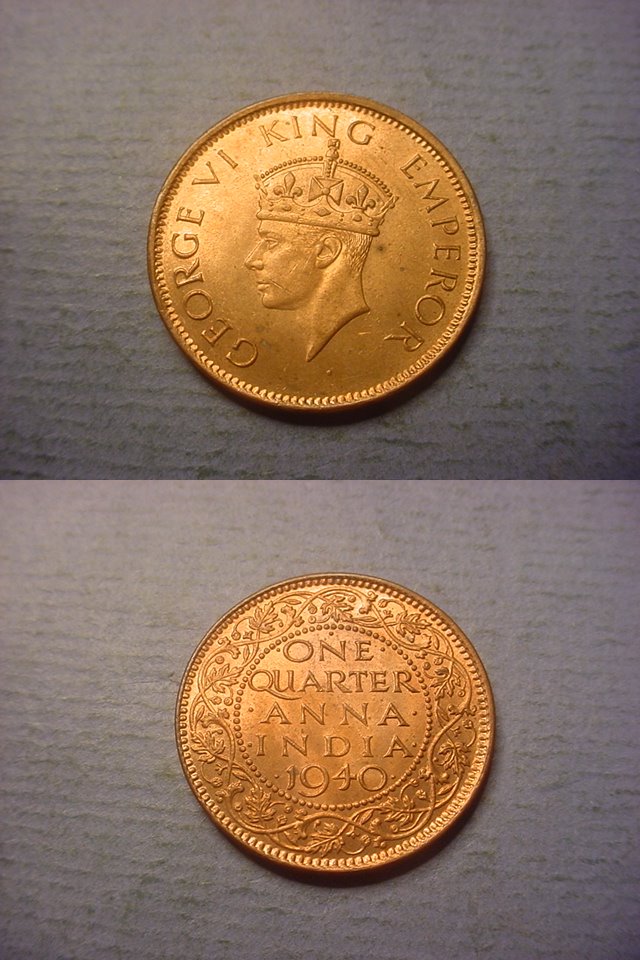 GEORGE VI KING EMPEROR
ONE
QUARTER
· ANNA ·
INDIA
· 1940 ·